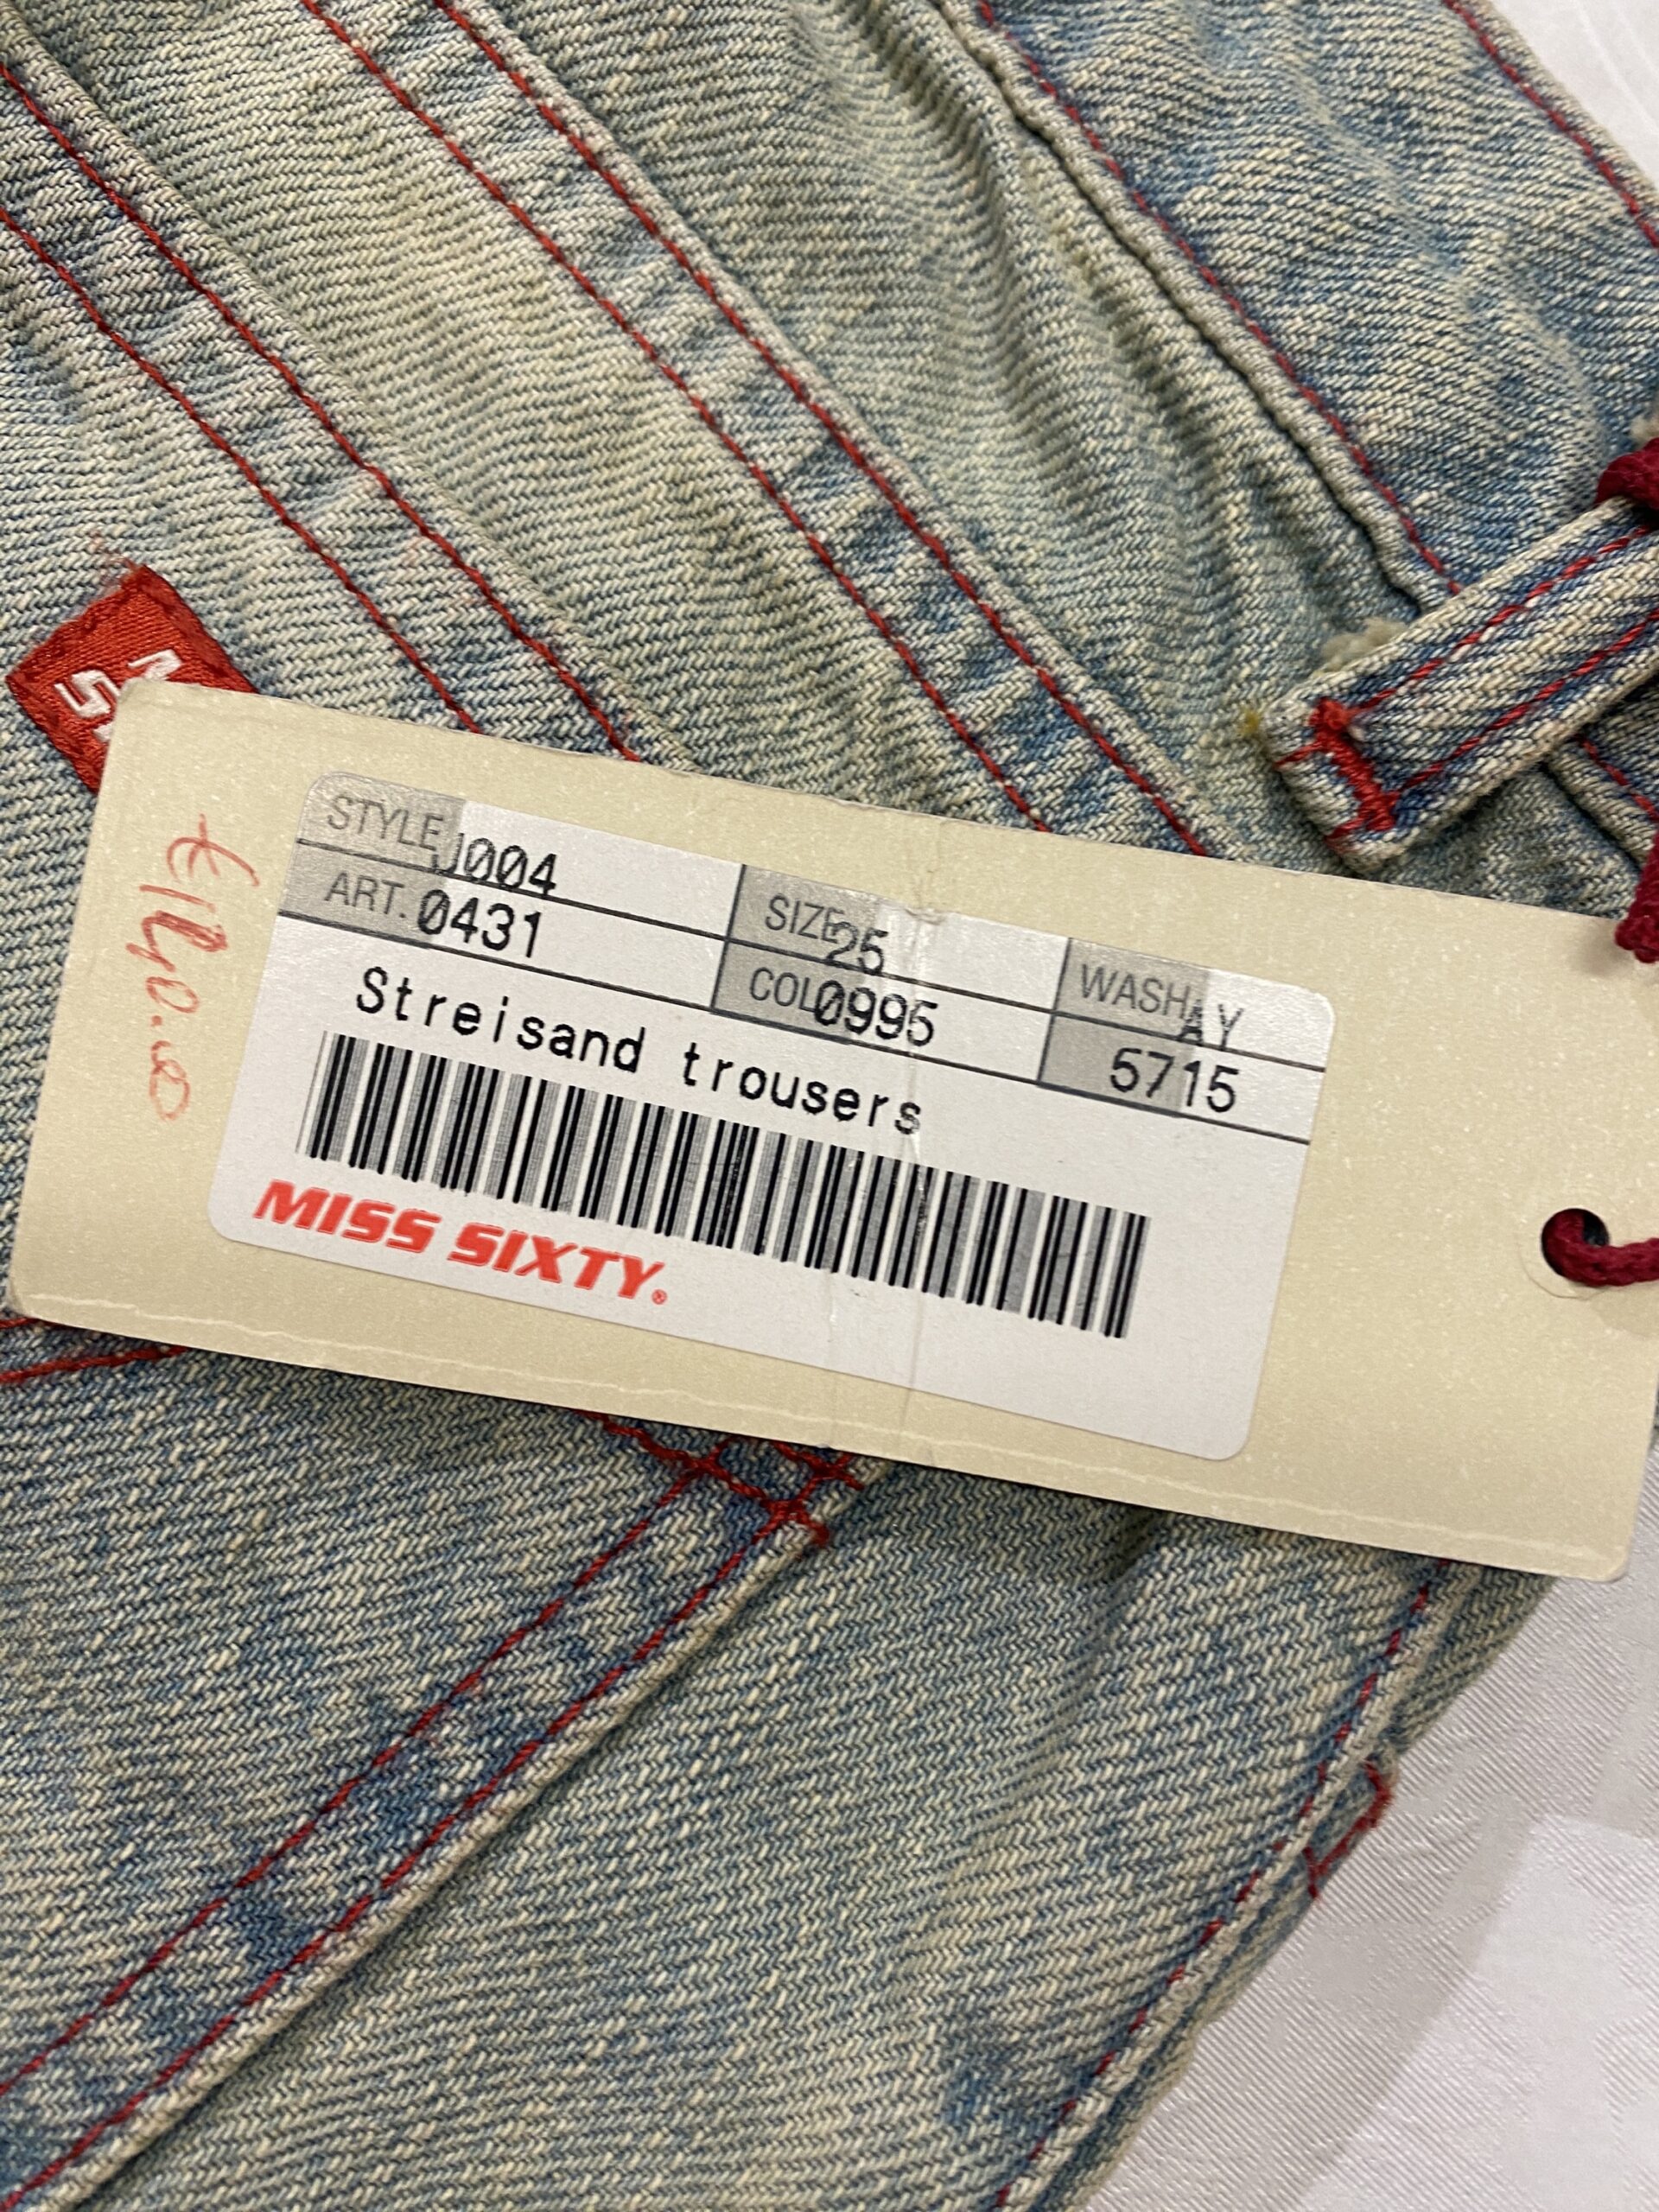 STYLE J004
ART. 0431
SIZE 25
COL 0995
WASH AY
5715
Streisand trousers
MISS SIXTY®